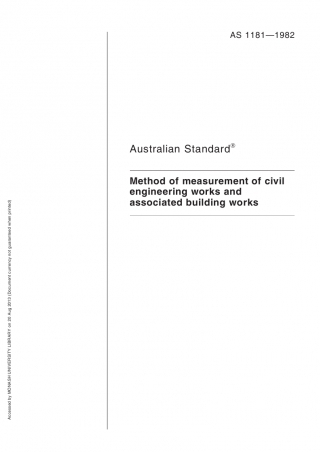 AS 1181—1982
Australian Standard®
Method of measurement of civil
engineering works and
associated building works
Accessed by MONASH UNIVERSITY LIBRARY on 25 Aug 2013 (Document currency not guaranteed when printed)